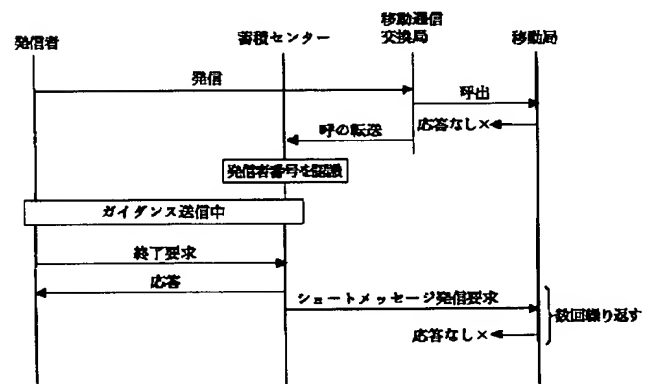 発信者
蓄積センター
移動通信
交換局
移動局
発信
呼出
応答なし×
呼の転送
発信者番号を認識
ガイダンス送信中
終了要求
応答
ショートメッセージ発信要求
数回繰り返す
応答なし×